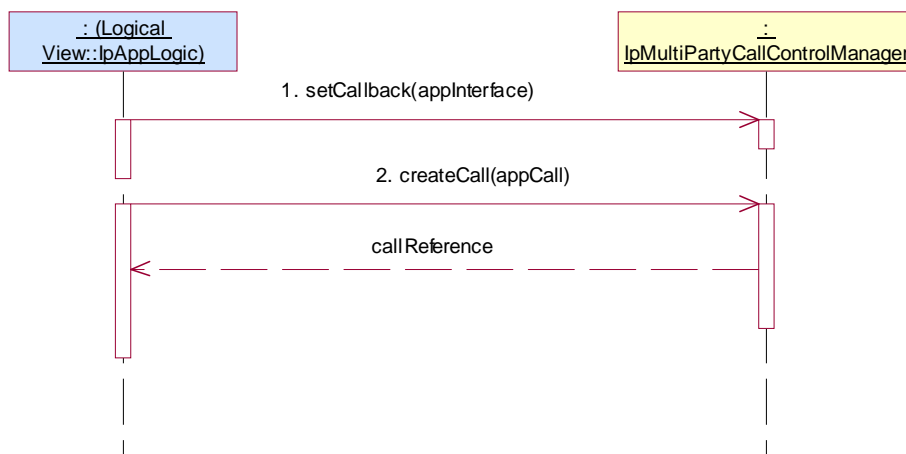 : (Logical
View::IpAppLogic)
:
IpMultiPartyCallControlManager
1. setCallback(appInterface)
2. createCall(appCall)
callReference